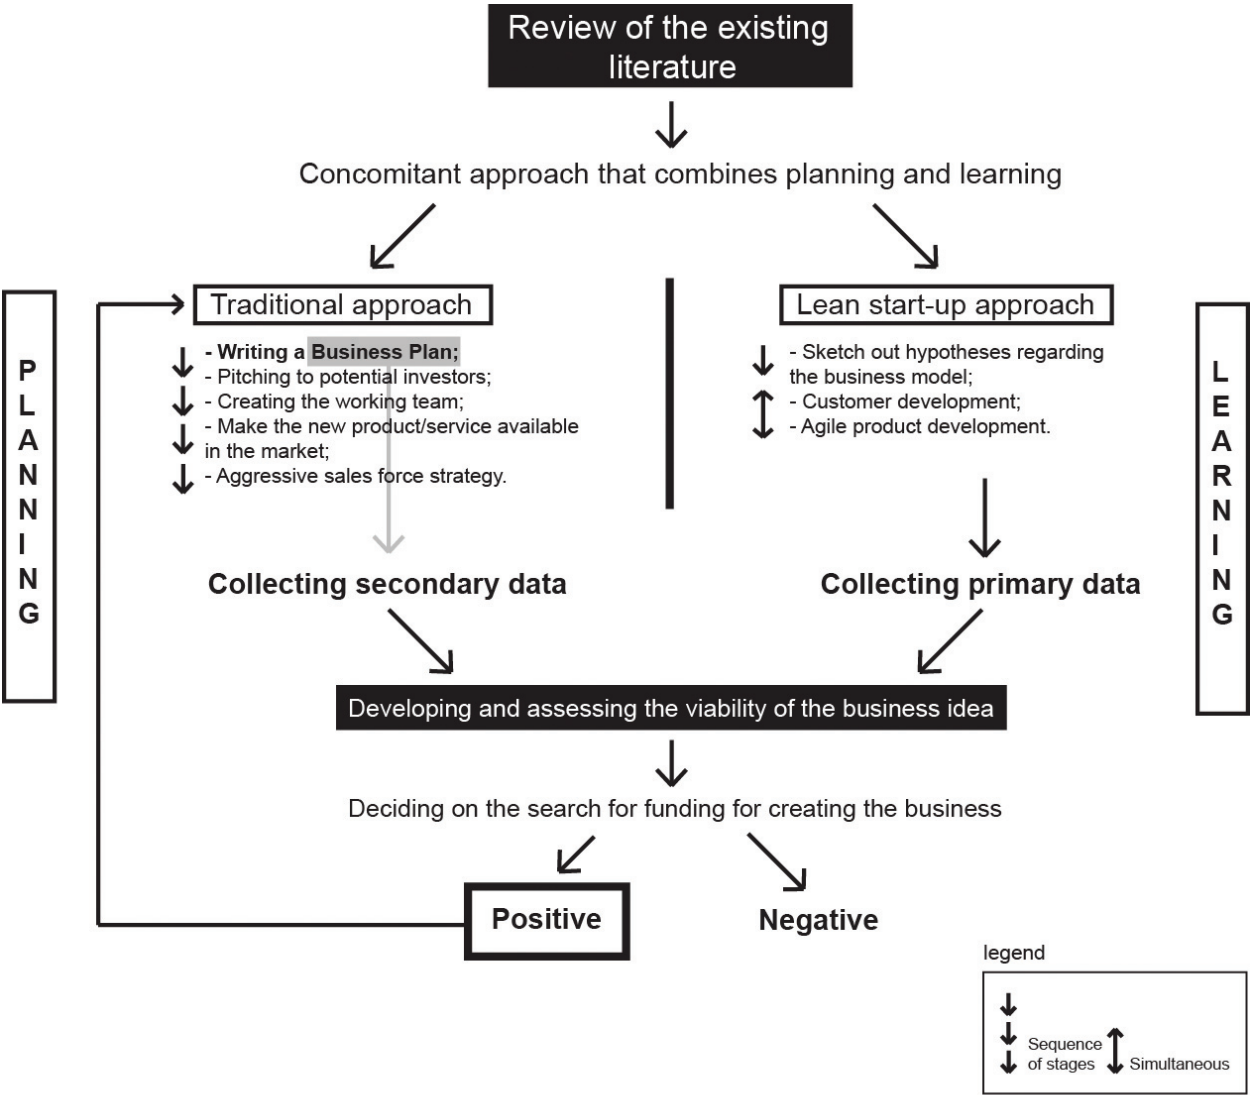 Review of the existing
literature
Concomitant approach that combines planning and learning
PLANNING
Traditional approach
- Writing a Business Plan;
- Pitching to potential investors;
- Creating the working team;
- Make the new product/service available
in the market;
- Aggressive sales force strategy.
Collecting secondary data
Lean start-up approach
- Sketch out hypotheses regarding
the business model;
- Customer development;
- Agile product development.
Collecting primary data
LEARNING
Developing and assessing the viability of the business idea
Deciding on the search for funding for creating the business
Positive
Negative
legend
Sequence
of stages
Simultaneous